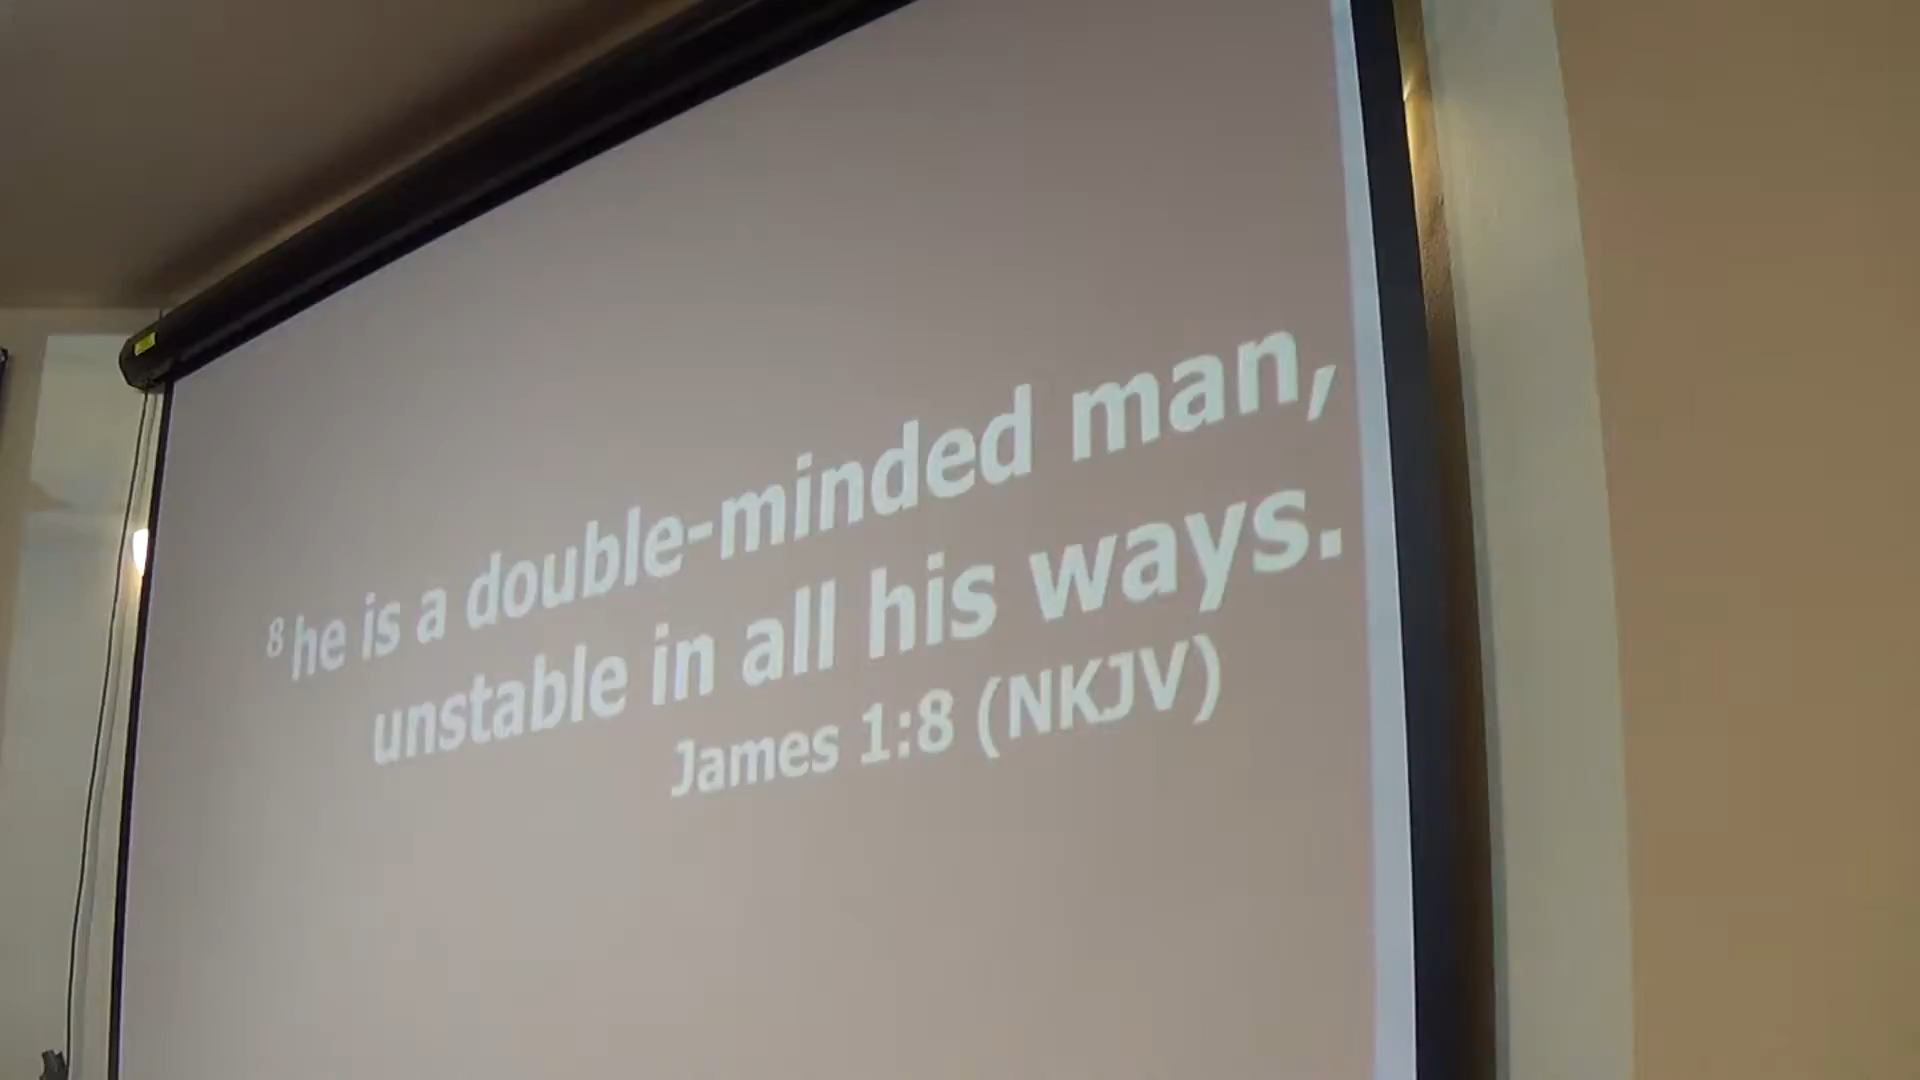 8 he is a double-minded man,
unstable in all his ways.
James 1:8 (NKJV)